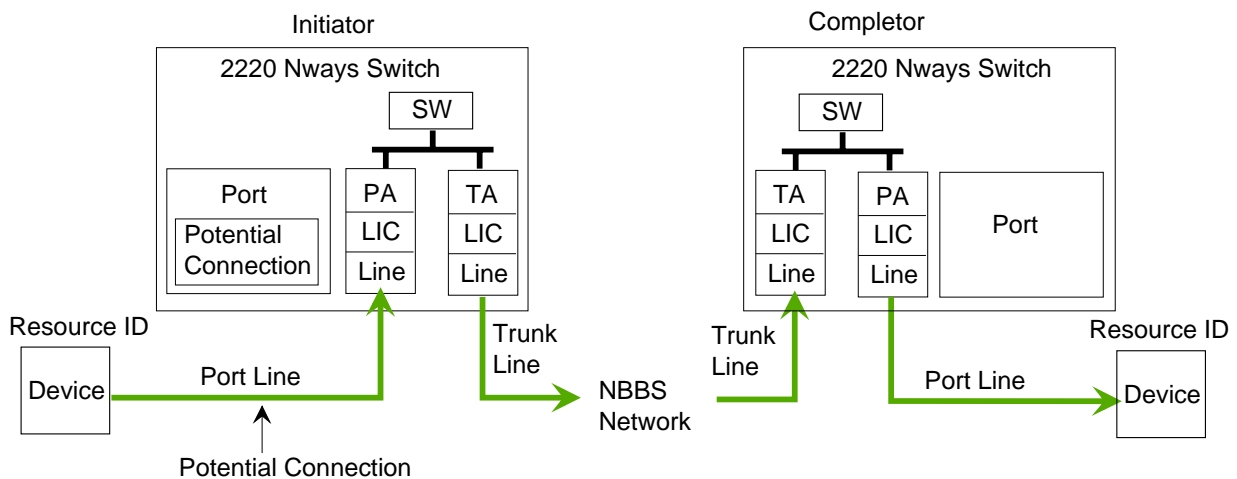 Initiator
Completor
2220 Nways Switch
2220 Nways Switch
SW
SW
Port
Potential
Connection
PA
LIC
Line
TA
LIC
Line
TA
LIC
Line
PA
LIC
Line
Port
Resource ID
Device
Port Line
Potential Connection
Trunk
Line
NBBS
Network
Trunk
Line
Port Line
Resource ID
Device